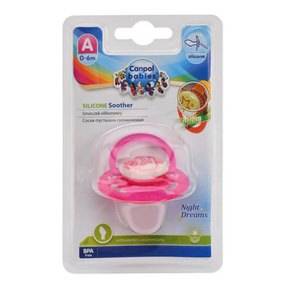 A
0-6m
Canpol
babies
silicone
SILICONE Soother
Smoczek silikonowy
Соска-пустышка силиконовая
Night
Dreams
BPA
free